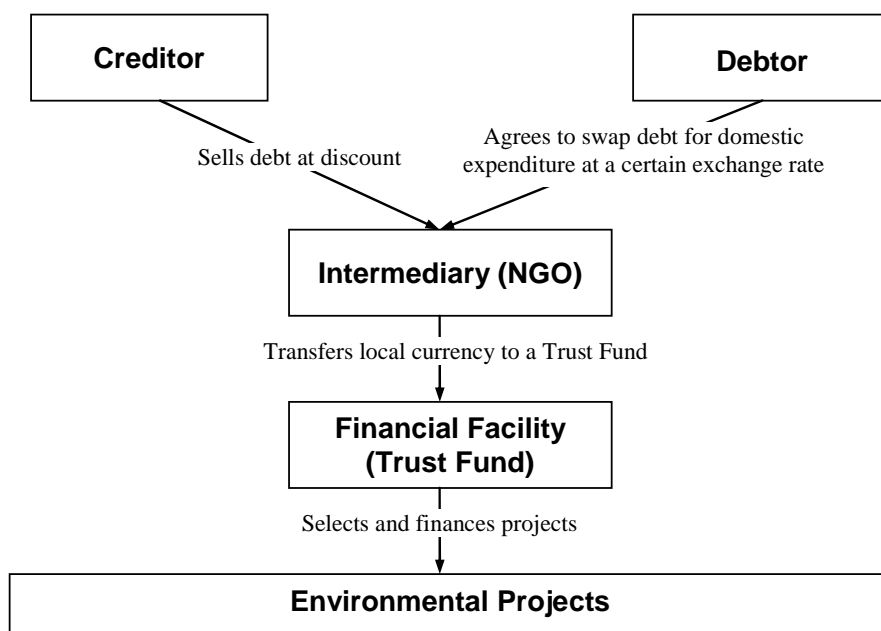 Creditor
Debtor
Sells debt at discount
Agrees to swap debt for domestic
expenditure at a certain exchange rate
Intermediary (NGO)
Transfers local currency to a Trust Fund
Financial Facility
(Trust Fund)
Selects and finances projects
Environmental Projects